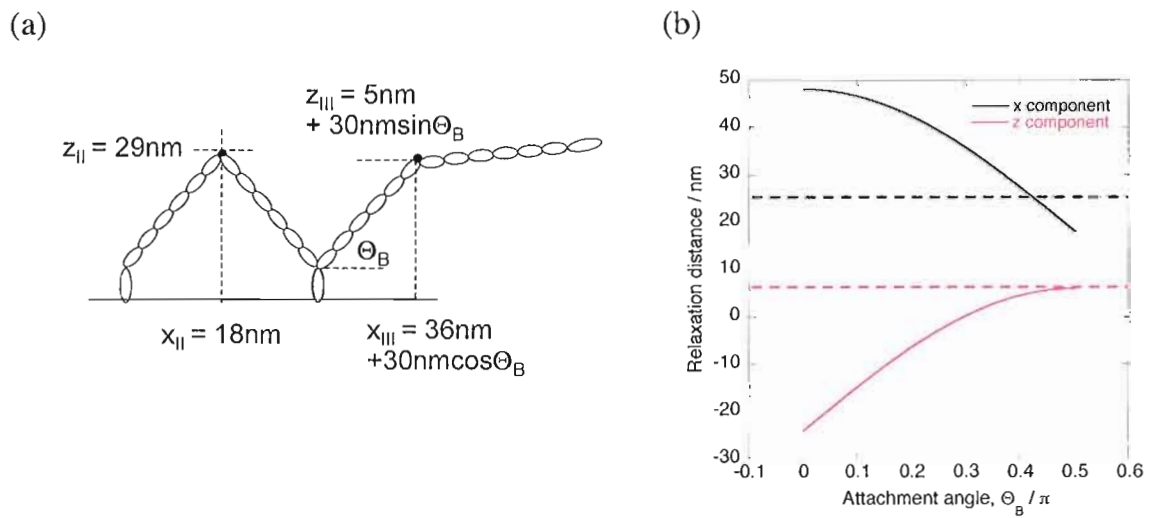 (a)
z_III = 5nm
+ 30nmsinΘ_B
z_II = 29nm
Θ_B
x_II = 18nm
x_III = 36nm
+30nmcosΘ_B
(b)
50
x component
z component
40
30
20
10
0
-10
-20
-30
Relaxation distance / nm
-0.1 0 0.1 0.2 0.3 0.4 0.5 0.6
Attachment angle, Θ_B / π